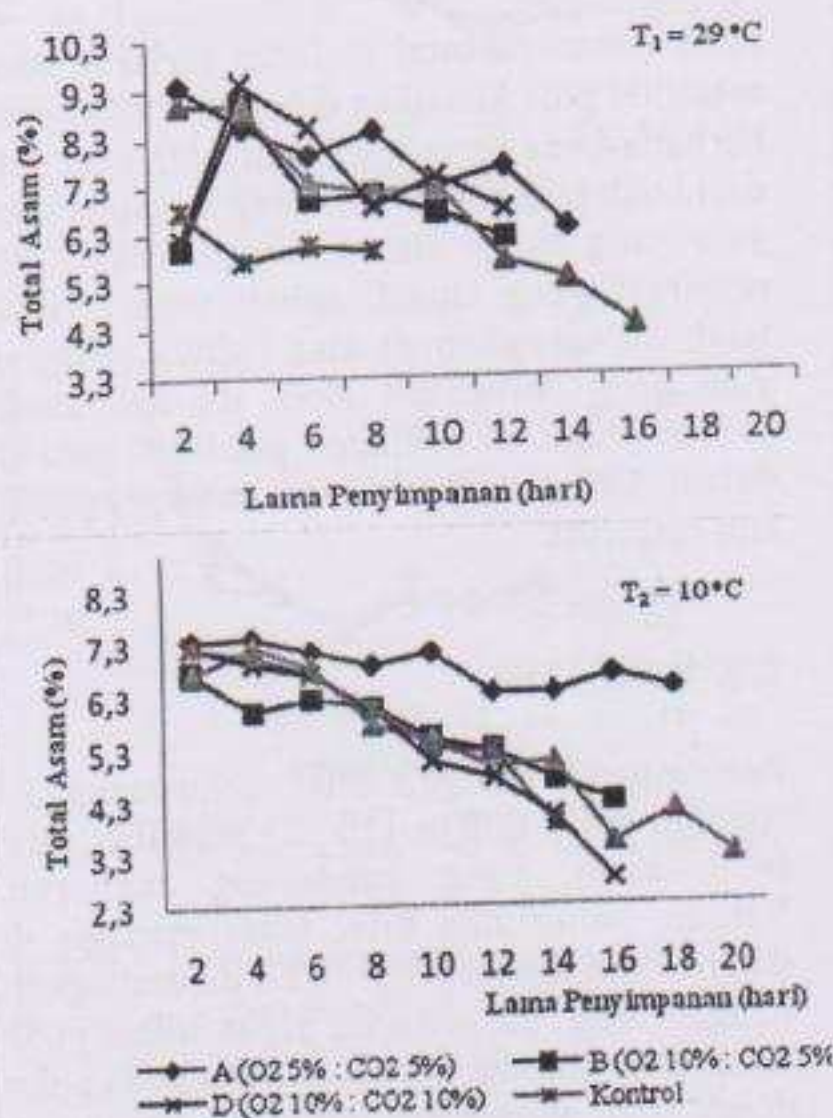 T₁ = 29°C
Total Asam (%)
10,3
9,3
8,3
7,3
6,3
5,3
4,3
3,3
2 4 6 8 10 12 14 16 18 20
Lama Penyimpanan (hari)
T₂ = 10°C
Total Asam (%)
8,3
7,3
6,3
5,3
4,3
3,3
2,3
2 4 6 8 10 12 14 16 18 20
Lama Penyimpanan (hari)
A (O2 5% : CO2 5%) B (O2 10% : CO2 5%
D (O2 10% : CO2 10%) Kontrol